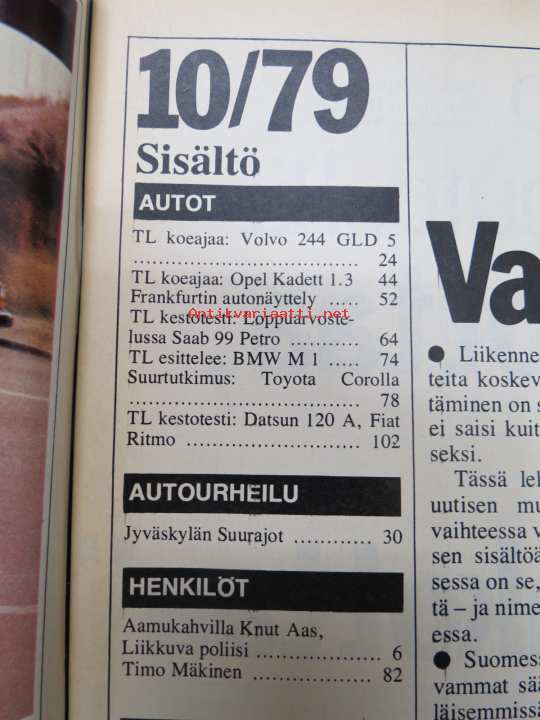 10/79
Sisältö
AUTOT
TL koeajaa: Volvo 244 GLD 5
........................................ 24
TL koeajaa: Opel Kadett 1.3 44
Frankfurtin autonäyttely ..... 52
TL kestotesti: Loppuarvoste-
lussa Saab 99 Petro ............ 64
TL esittelee: BMW M 1 ..... 74
Suurtutkimus: Toyota Corolla
........................................ 78
TL kestotesti: Datsun 120 A, Fiat
Ritmo ............................. 102
AUTOURHEILU
Jyväskylän Suurajot ............ 30
HENKILÖT
Aamukahvilla Knut Aas,
Liikkuva poliisi .................. 6
Timo Mäkinen .................. 82
Antikvariaatti.net
Va
● Liikenne
teita koskev
täminen on s
ei saisi kuit
seksi.
Tässä leh
uutisen mu
vaihteessa v
sen sisältöä
sessa on se,
tä – ja nime
essa.
● Suomess
vammat sää
läisemmissä